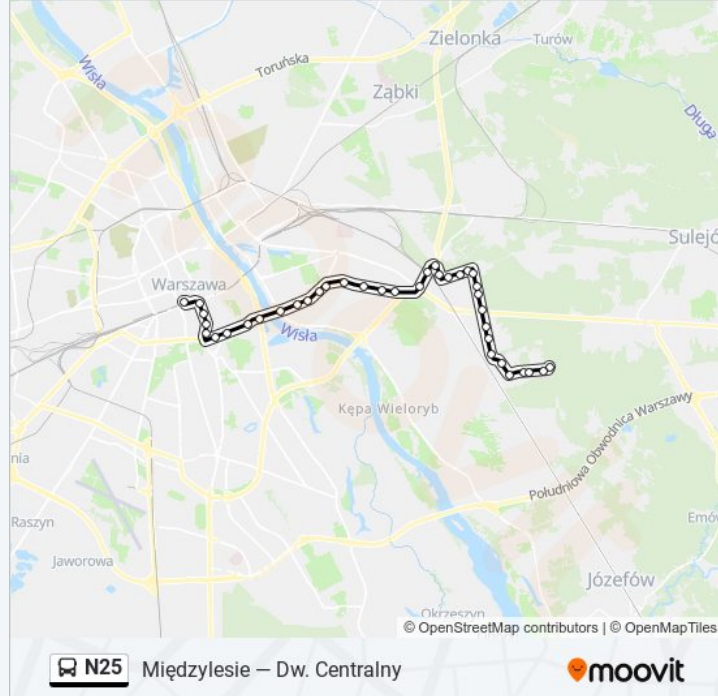 Zielonka
Turów
Toruńska
Wisła
Ząbki
Długa
Sulejó
Warszawa
Wisła
Kępa Wieloryb
Południowa Obwodnica Warszawy
nia
Raszyn
Emów
Jaworowa
Józefów
Okrzeszyn
© OpenStreetMap contributors | © OpenMapTiles
N25 Międzylesie — Dw. Centralny
moovit